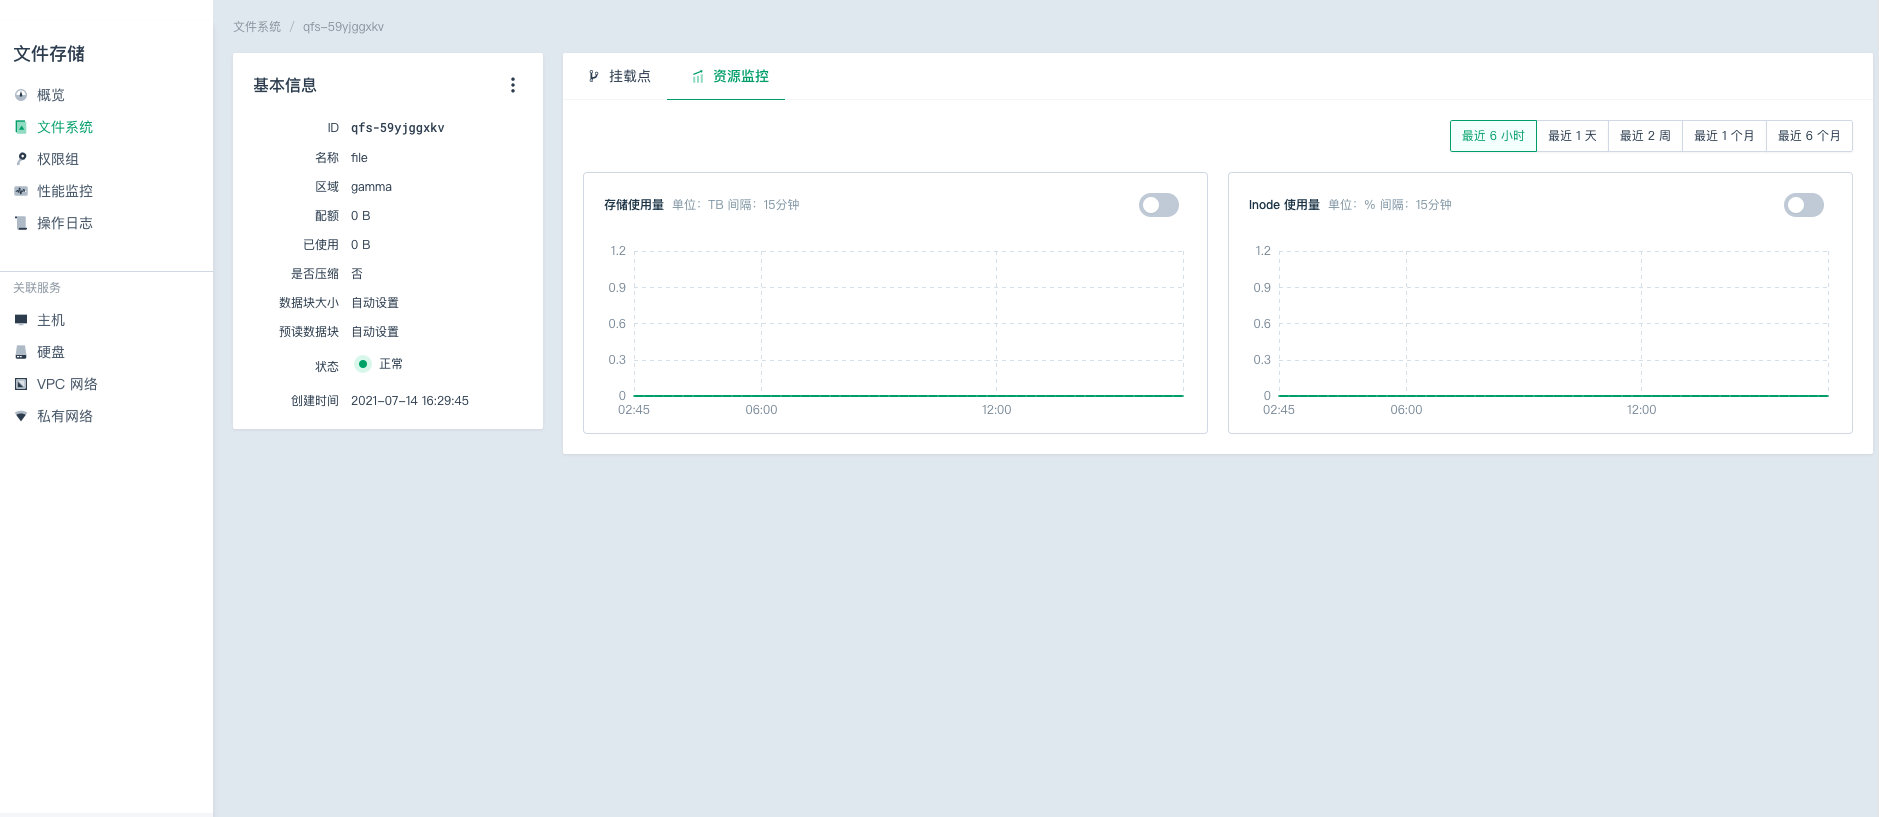 文件存储
概览
文件系统
权限组
性能监控
操作日志
关联服务
主机
硬盘
VPC 网络
私有网络
文件系统 / qfs-59yjggxkv
基本信息
ID qfs-59yjggxkv
名称 file
区域 gamma
配额 0 B
已使用 0 B
是否压缩 否
数据块大小 自动设置
预读数据块 自动设置
状态 正常
创建时间 2021-07-14 16:29:45
挂载点 资源监控
最近 6 小时 最近 1 天 最近 2 周 最近 1 个月 最近 6 个月
存储使用量 单位：TB 间隔：15分钟
1.2
0.9
0.6
0.3
0
02:45 06:00 12:00
Inode 使用量 单位：% 间隔：15分钟
1.2
0.9
0.6
0.3
0
02:45 06:00 12:00